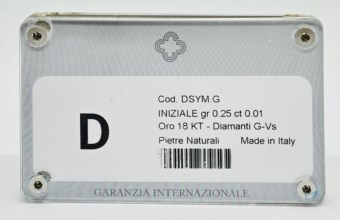 Cod. DSYM.G
INIZIALE gr 0.25 ct 0.01
Oro 18 KT - Diamanti G-Vs
Pietre Naturali Made in Italy
D
GARANZIA INTERNAZIONALE